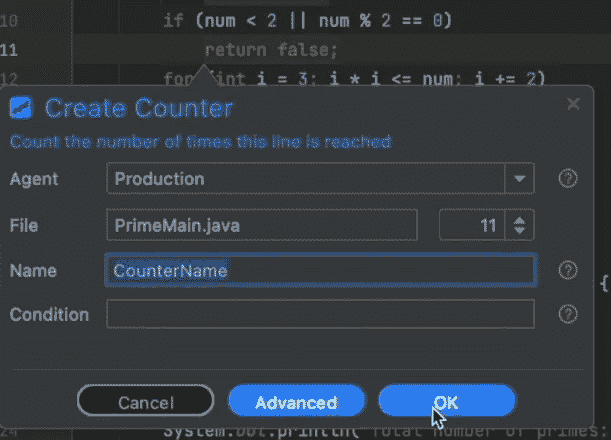 10 if (num < 2 || num % 2 == 0)
11 return false;
12 for (int i = 3; i * i <= num; i += 2)
Create Counter
Count the number of times this line is reached
Agent Production
File PrimeMain.java 11
Name CounterName
{
Condition
Cancel Advanced OK
24 System.out.println("Total number of primes: